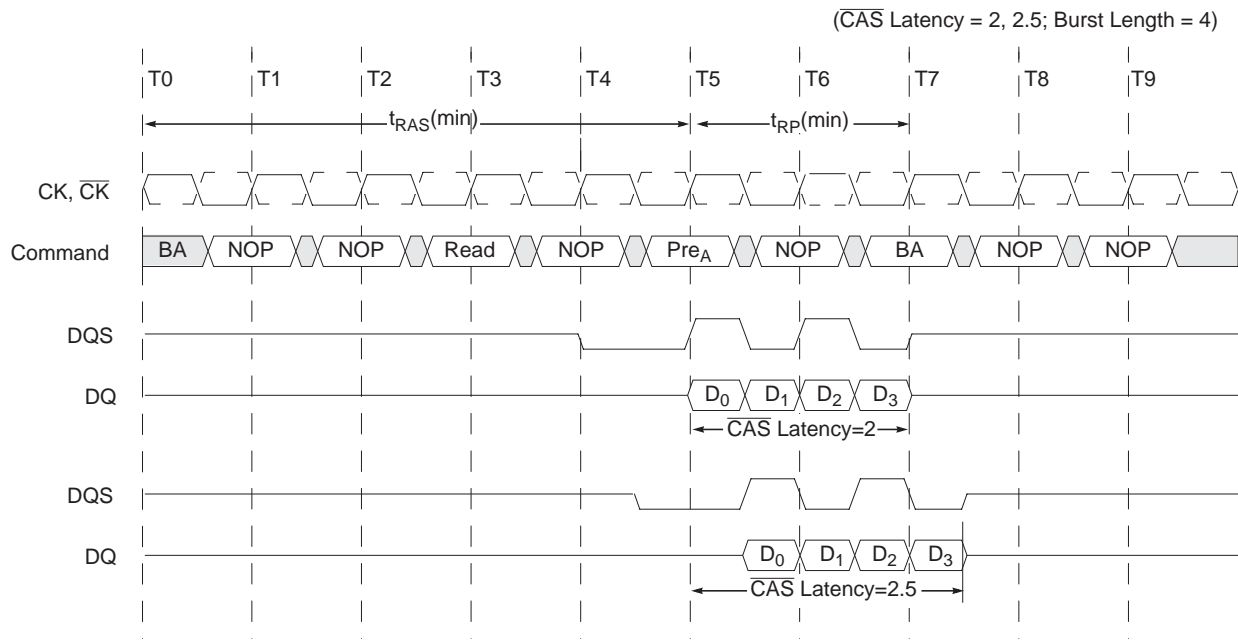 (CAS Latency = 2, 2.5; Burst Length = 4)
T0 T1 T2 T3 T4 T5 T6 T7 T8 T9
tRAS(min) tRP(min)
CK, CK
Command BA NOP NOP Read NOP PreA NOP BA NOP NOP
DQS
DQ D0 D1 D2 D3
CAS Latency=2
DQS
DQ D0 D1 D2 D3
CAS Latency=2.5